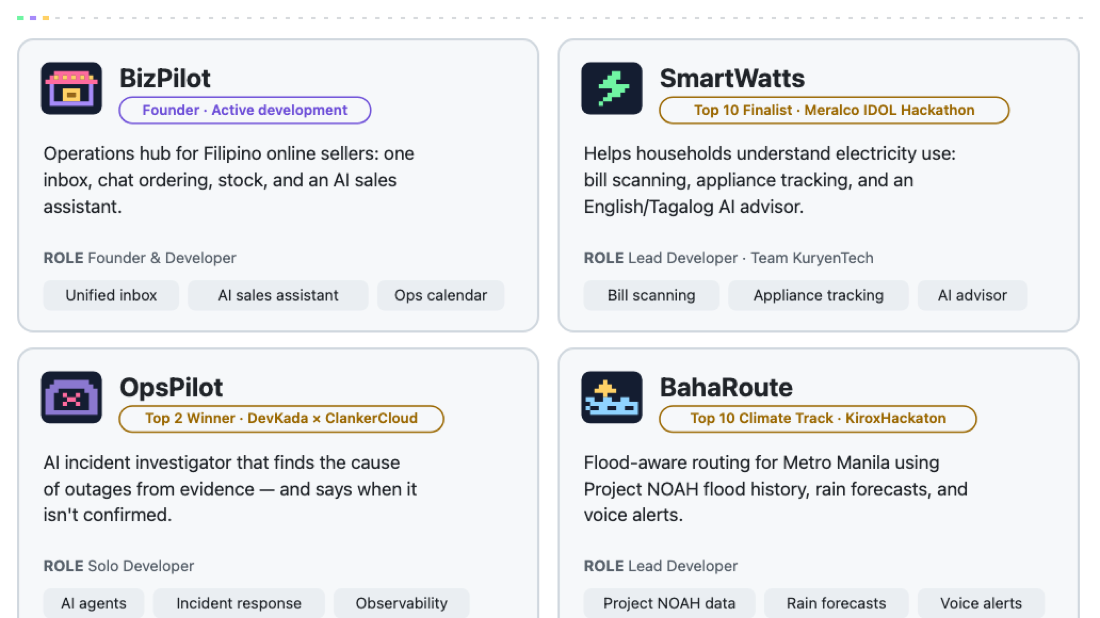 BizPilot
Founder · Active development
Operations hub for Filipino online sellers: one
inbox, chat ordering, stock, and an AI sales
assistant.
ROLE Founder & Developer
Unified inbox AI sales assistant Ops calendar
SmartWatts
Top 10 Finalist · Meralco IDOL Hackathon
Helps households understand electricity use:
bill scanning, appliance tracking, and an
English/Tagalog AI advisor.
ROLE Lead Developer · Team KuryenTech
Bill scanning Appliance tracking AI advisor
OpsPilot
Top 2 Winner · DevKada × ClankerCloud
AI incident investigator that finds the cause
of outages from evidence — and says when it
isn't confirmed.
ROLE Solo Developer
AI agents Incident response Observability
BahaRoute
Top 10 Climate Track · KiroxHackaton
Flood-aware routing for Metro Manila using
Project NOAH flood history, rain forecasts, and
voice alerts.
ROLE Lead Developer
Project NOAH data Rain forecasts Voice alerts